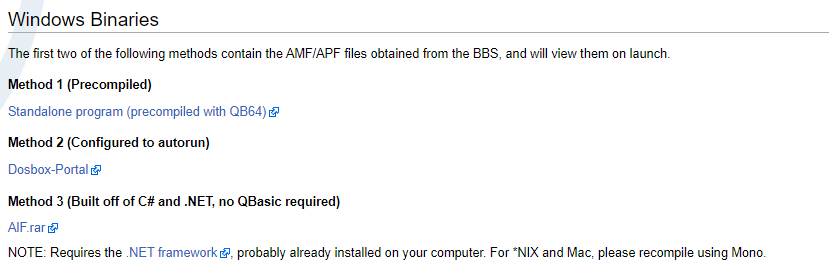 Windows Binaries
The first two of the following methods contain the AMF/APF files obtained from the BBS, and will view them on launch.
Method 1 (Precompiled)
Standalone program (precompiled with QB64)
Method 2 (Configured to autorun)
Dosbox-Portal
Method 3 (Built off of C# and .NET, no QBasic required)
AIF.rar
NOTE: Requires the .NET framework, probably already installed on your computer. For *NIX and Mac, please recompile using Mono.